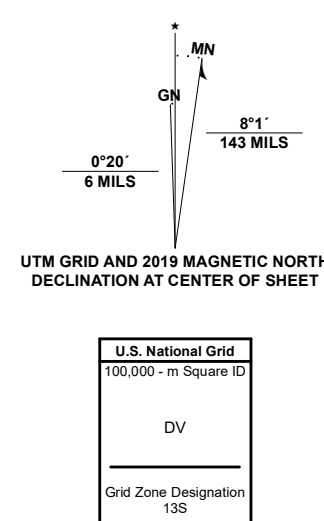 ★
MN
GN
8°1´
143 MILS
0°20´
6 MILS
UTM GRID AND 2019 MAGNETIC NORTH
DECLINATION AT CENTER OF SHEET
U.S. National Grid
100,000 - m Square ID
DV
Grid Zone Designation
13S